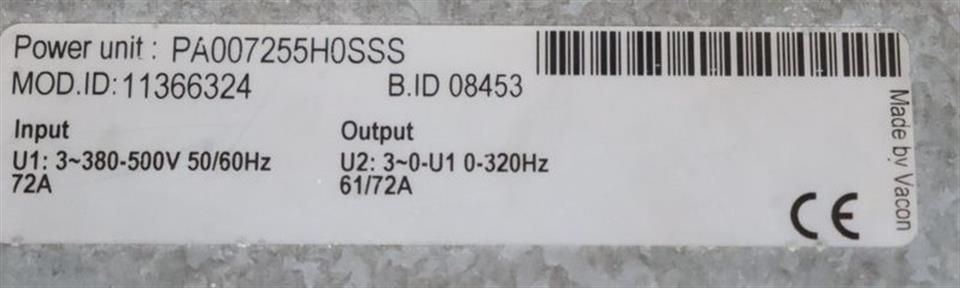 Power unit : PA007255H0SSS
MOD.ID:11366324 B.ID 08453
Input Output
U1: 3~380-500V 50/60Hz U2: 3~0-U1 0-320Hz
72A 61/72A
Made by Vacon
CE